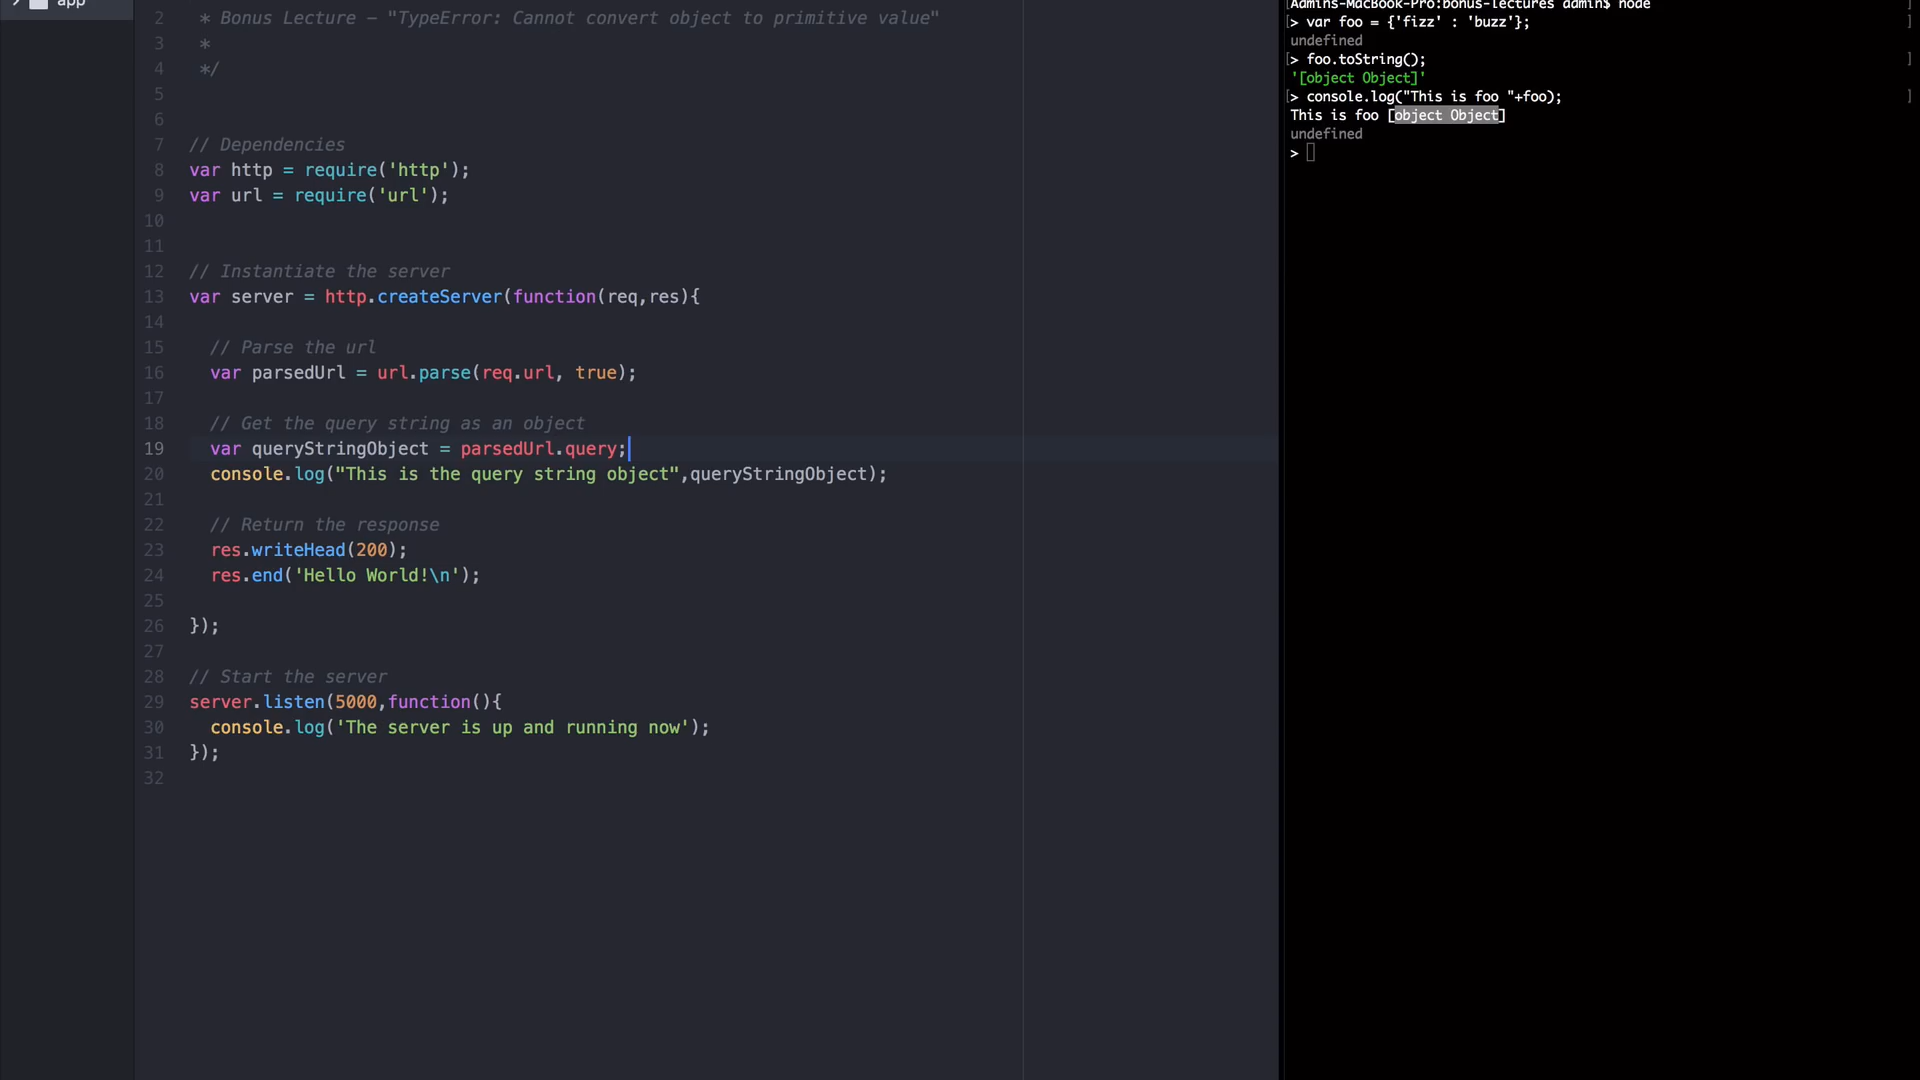 app
2 * Bonus Lecture - "TypeError: Cannot convert object to primitive value"
3 *
4 */
5
6
7 // Dependencies
8 var http = require('http');
9 var url = require('url');
10
11
12 // Instantiate the server
13 var server = http.createServer(function(req,res){
14
15 // Parse the url
16 var parsedUrl = url.parse(req.url, true);
17
18 // Get the query string as an object
19 var queryStringObject = parsedUrl.query;
20 console.log("This is the query string object",queryStringObject);
21
22 // Return the response
23 res.writeHead(200);
24 res.end('Hello World!\n');
25
26 });
27
28 // Start the server
29 server.listen(5000,function(){
30 console.log('The server is up and running now');
31 });
32
[Admins-MacBook-Pro:bonus-lectures admin$ node ]
[> var foo = {'fizz' : 'buzz'}; ]
undefined
[> foo.toString(); ]
'[object Object]'
[> console.log("This is foo "+foo); ]
This is foo [object Object]
undefined
>